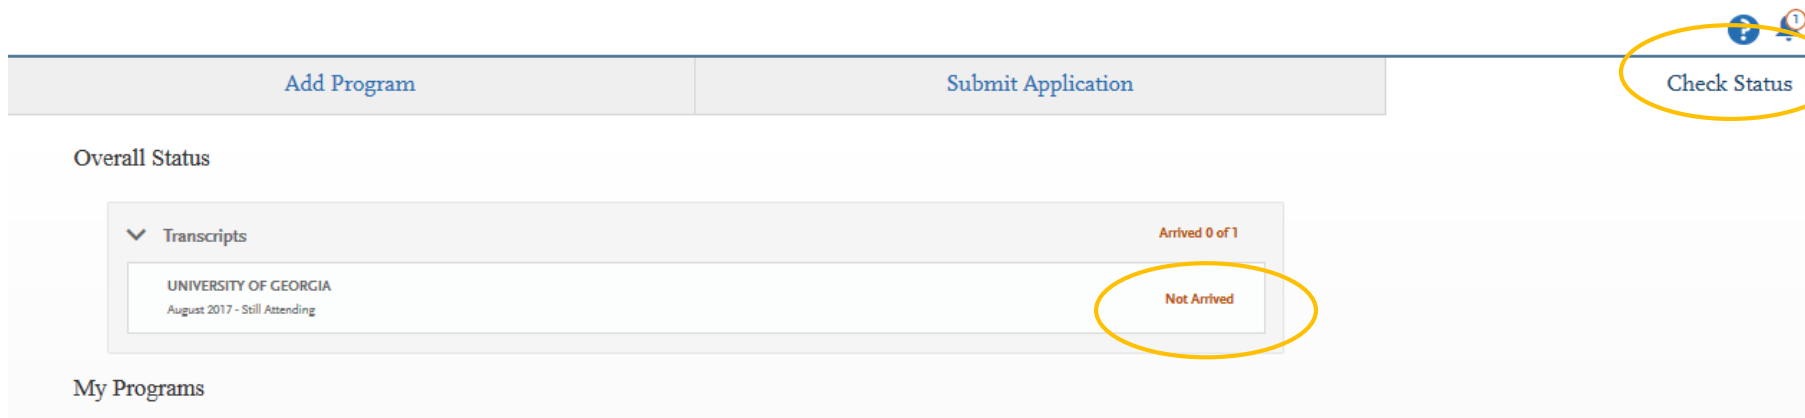 ?
1
Add Program
Submit Application
Check Status
Overall Status
Transcripts
Arrived 0 of 1
UNIVERSITY OF GEORGIA
Not Arrived
August 2017 - Still Attending
My Programs